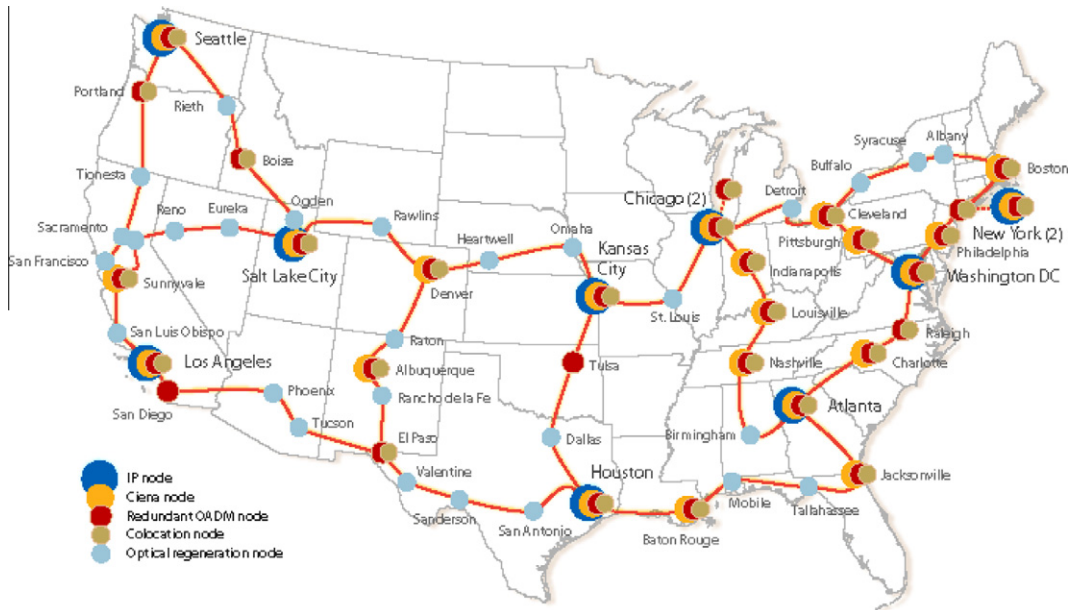 Seattle
Portland
Rieth
Boise
Tionesta
Ogden
Reno
Eureka
Rawlins
Sacramento
San Francisco
Sunnyvale
Salt Lake City
Denver
Heartwell
Omaha
Kansas
City
St. Louis
Chicago (2)
Detroit
Buffalo
Syracuse
Albany
Boston
Cleveland
Pittsburgh
New York (2)
Philadelphia
Washington DC
Indianapolis
Louisville
Raleigh
Charlotte
Nashville
San Luis Obispo
Los Angeles
San Diego
Phoenix
Tucson
Raton
Albuquerque
Rancho de la Fe
El Paso
Tulsa
Dallas
Valentine
Sanderson
San Antonio
Houston
Baton Rouge
Birmingham
Atlanta
Mobile
Tallahassee
Jacksonville
IP node
Ciena node
Redundant OADM node
Colocation node
Optical regeneration node